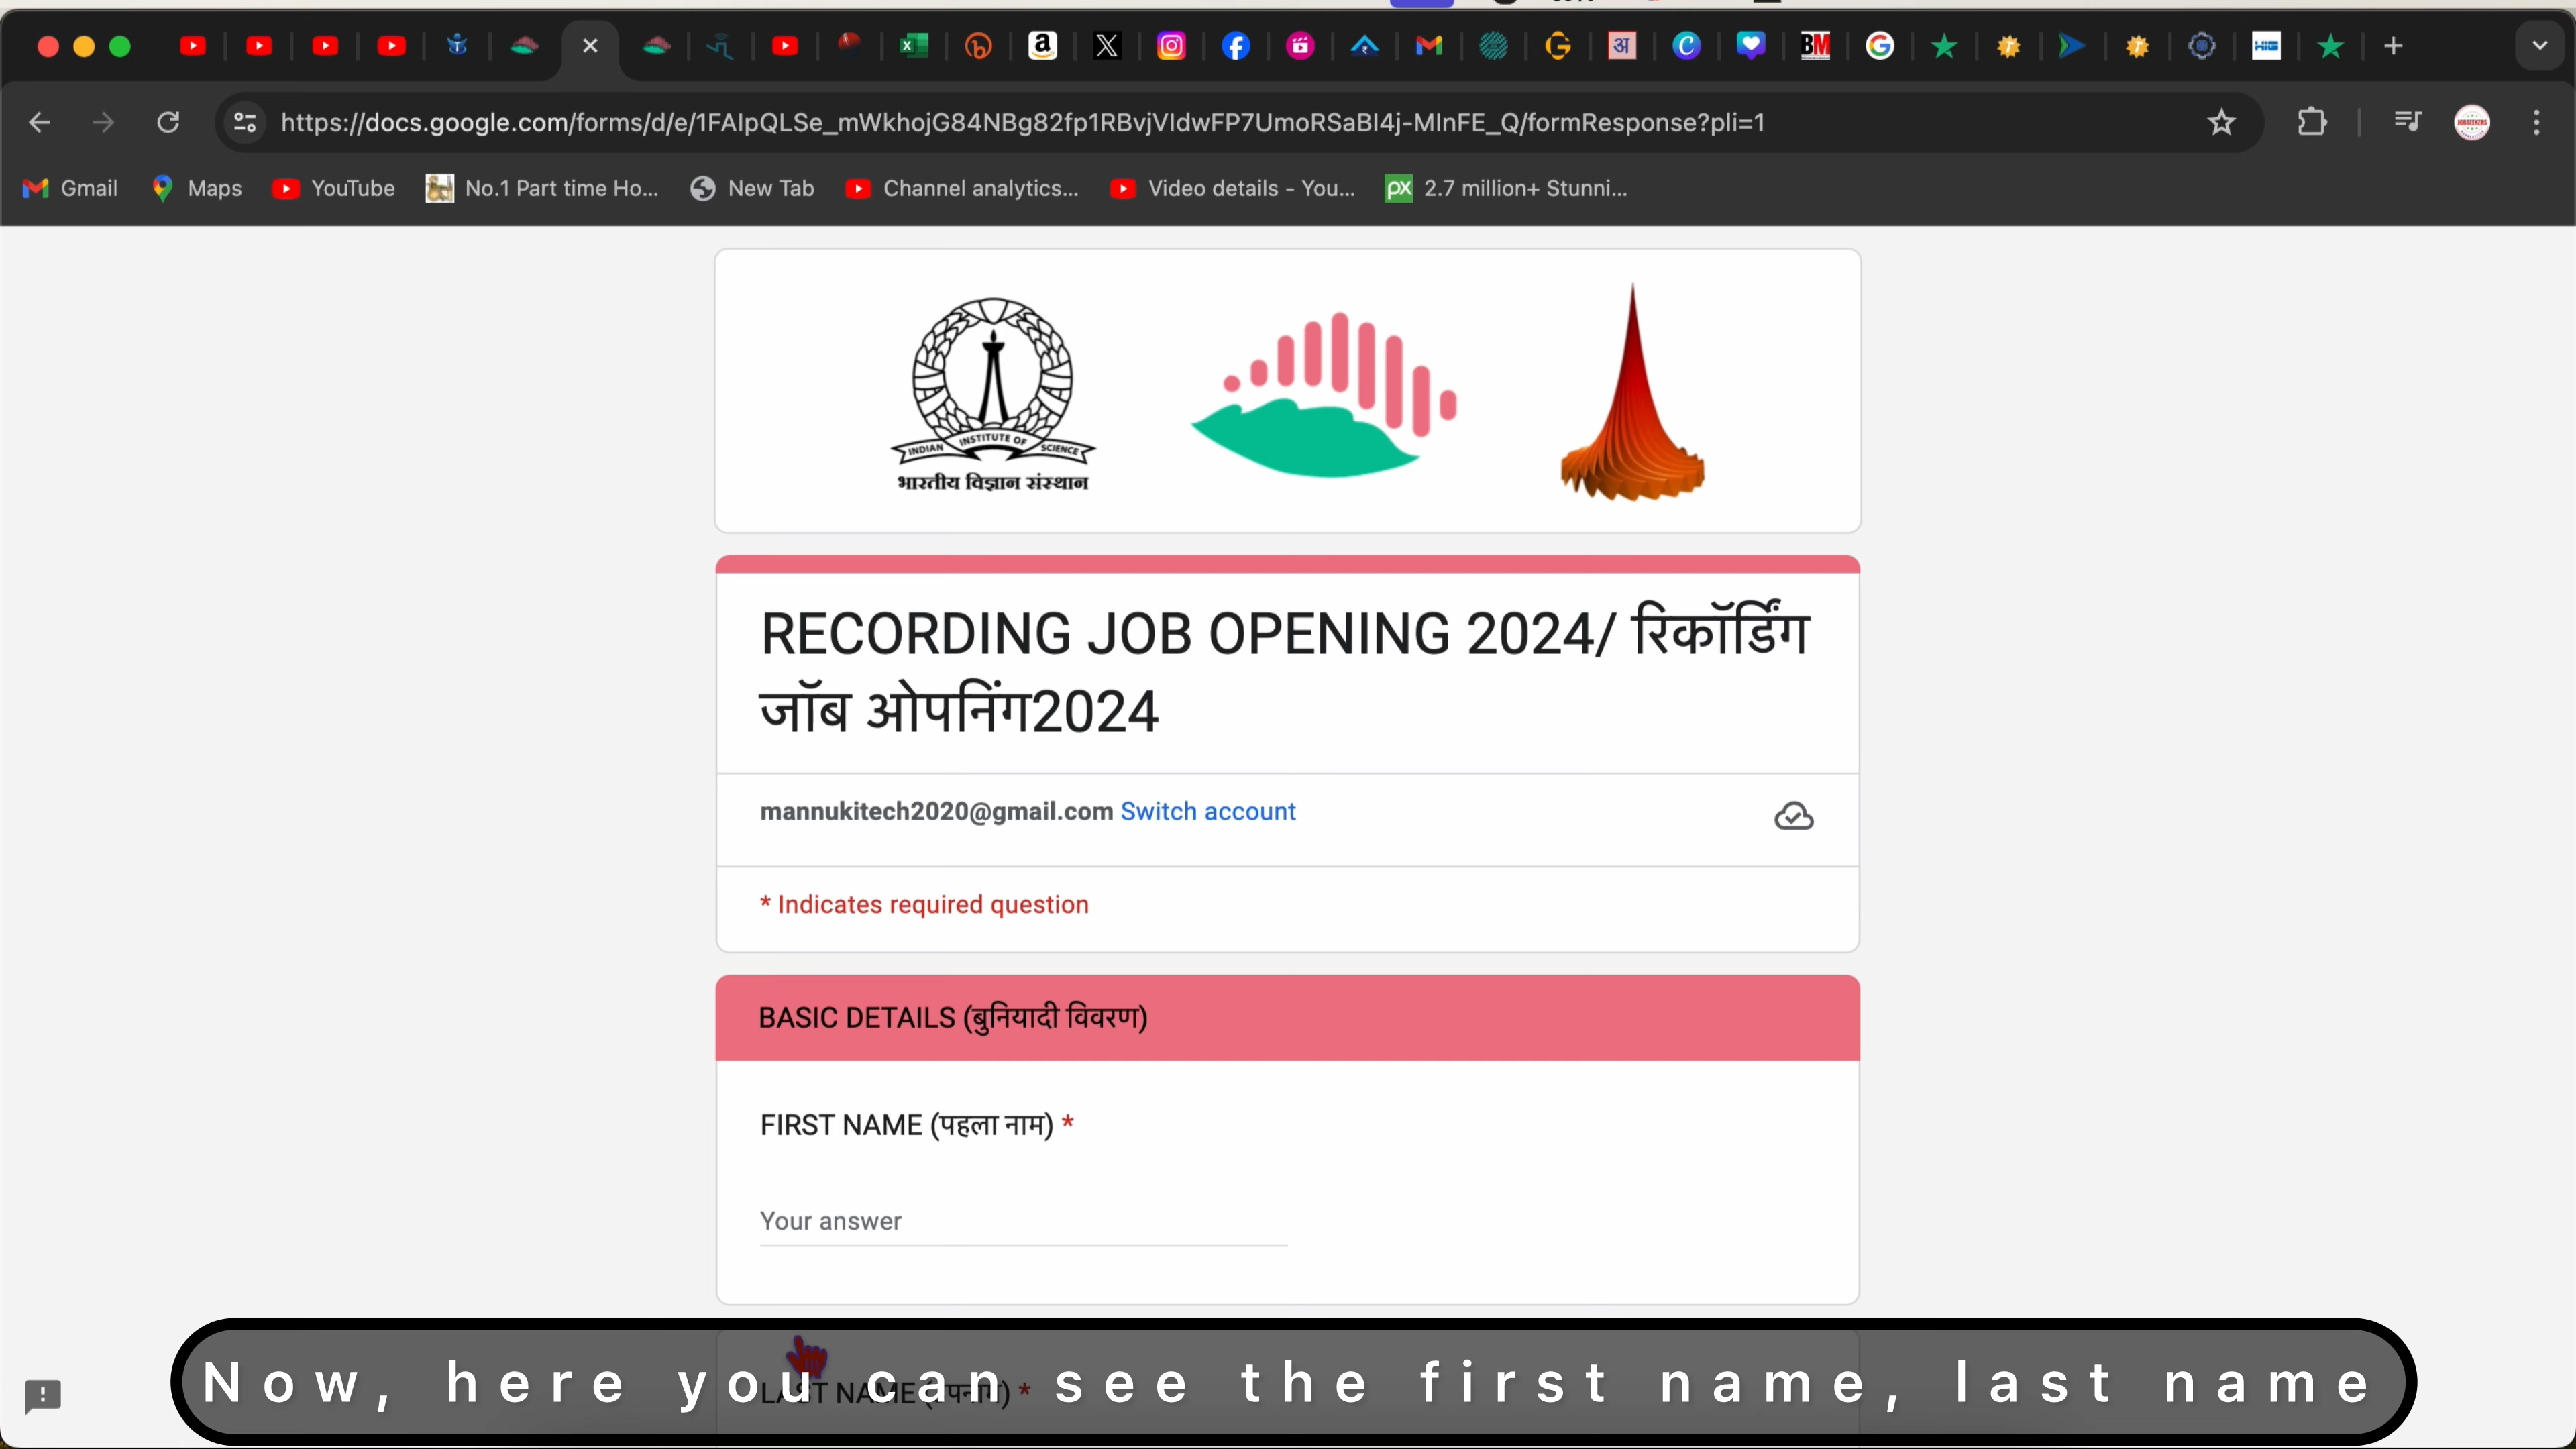 https://docs.google.com/forms/d/e/1FAIpQLSe_mWkhojG84NBg82fp1RBvjVIdwFP7UmoRSaBI4j-MInFE_Q/formResponse?pli=1
Gmail Maps YouTube No.1 Part time Ho... New Tab Channel analytics... Video details - You... PX 2.7 million+ Stunni...
INDIAN INSTITUTE OF SCIENCE
भारतीय विज्ञान संस्थान
RECORDING JOB OPENING 2024/ रिकॉर्डिंग
जॉब ओपनिंग2024
mannukitech2020@gmail.com Switch account
* Indicates required question
BASIC DETAILS (बुनियादी विवरण)
FIRST NAME (पहला नाम) *
Your answer
LAST NAME
Now, here you can see the first name, last name